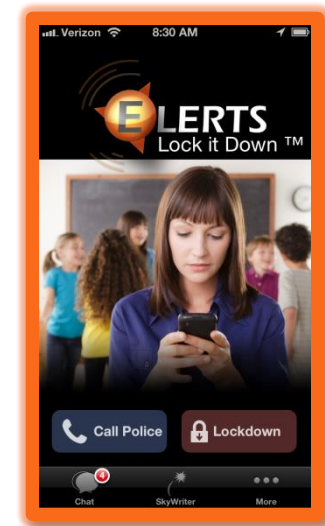 Verizon 8:30 AM
ELERTS
Lock it Down ™
Call Police Lockdown
4
Chat SkyWriter More